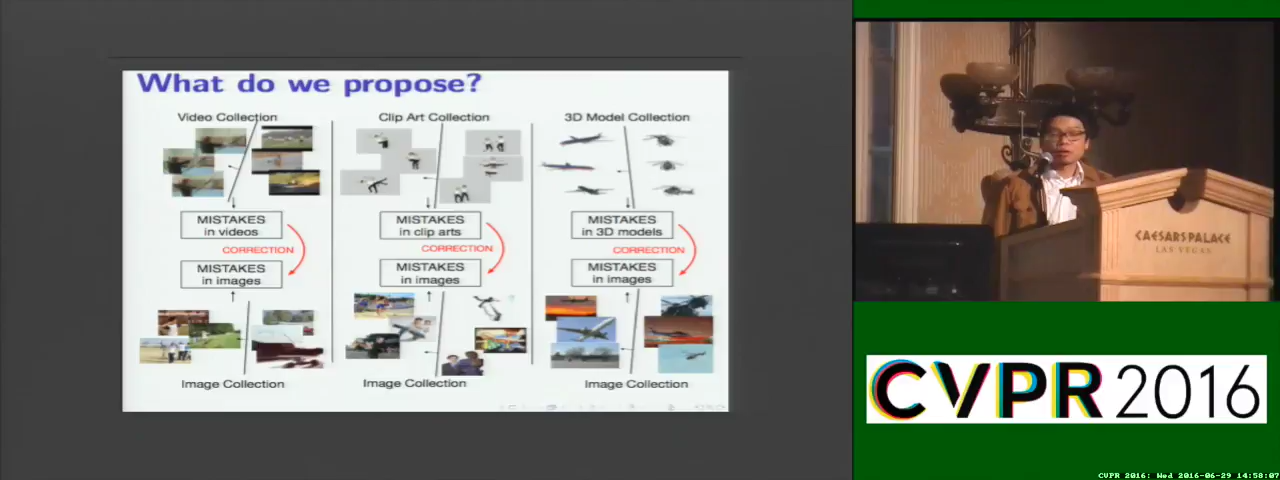 What do we propose?
Video Collection
Clip Art Collection
3D Model Collection
MISTAKES
in videos
MISTAKES
in clip arts
MISTAKES
in 3D models
CORRECTION
CORRECTION
CORRECTION
MISTAKES
in images
MISTAKES
in images
MISTAKES
in images
Image Collection
Image Collection
Image Collection
CAESARS PALACE
LAS VEGAS
CVPR 2016
CVPR 2016: Wed 2016-06-29 14:58:07